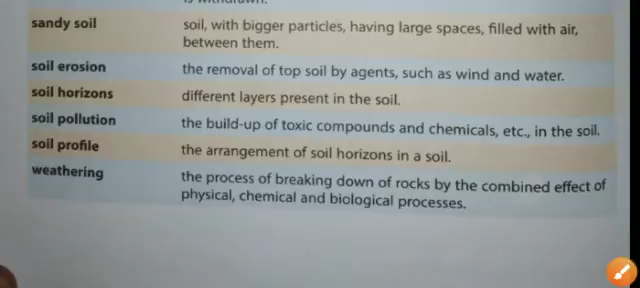 is withdrawn.
sandy soil soil, with bigger particles, having large spaces, filled with air,
between them.
soil erosion the removal of top soil by agents, such as wind and water.
soil horizons different layers present in the soil.
soil pollution the build-up of toxic compounds and chemicals, etc., in the soil.
soil profile the arrangement of soil horizons in a soil.
weathering the process of breaking down of rocks by the combined effect of
physical, chemical and biological processes.